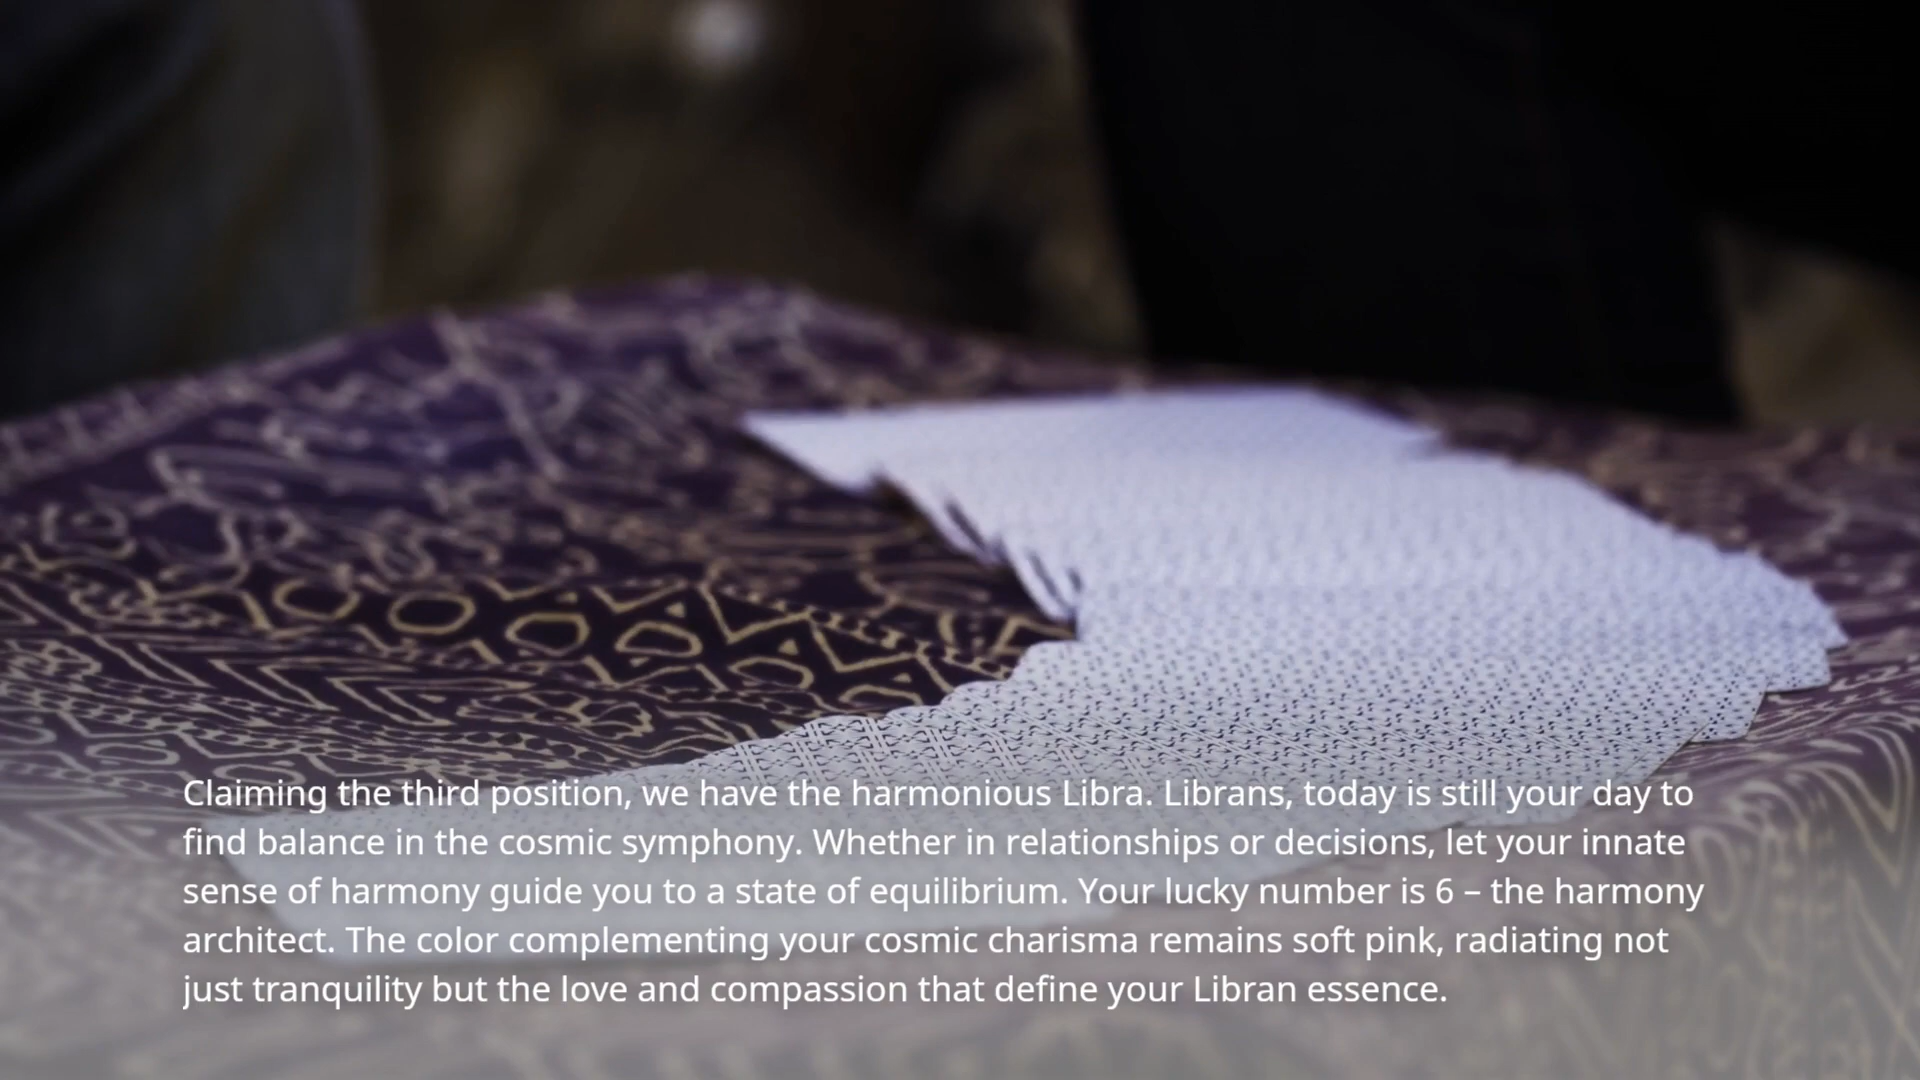 Claiming the third position, we have the harmonious Libra. Librans, today is still your day to
find balance in the cosmic symphony. Whether in relationships or decisions, let your innate
sense of harmony guide you to a state of equilibrium. Your lucky number is 6 – the harmony
architect. The color complementing your cosmic charisma remains soft pink, radiating not
just tranquility but the love and compassion that define your Libran essence.